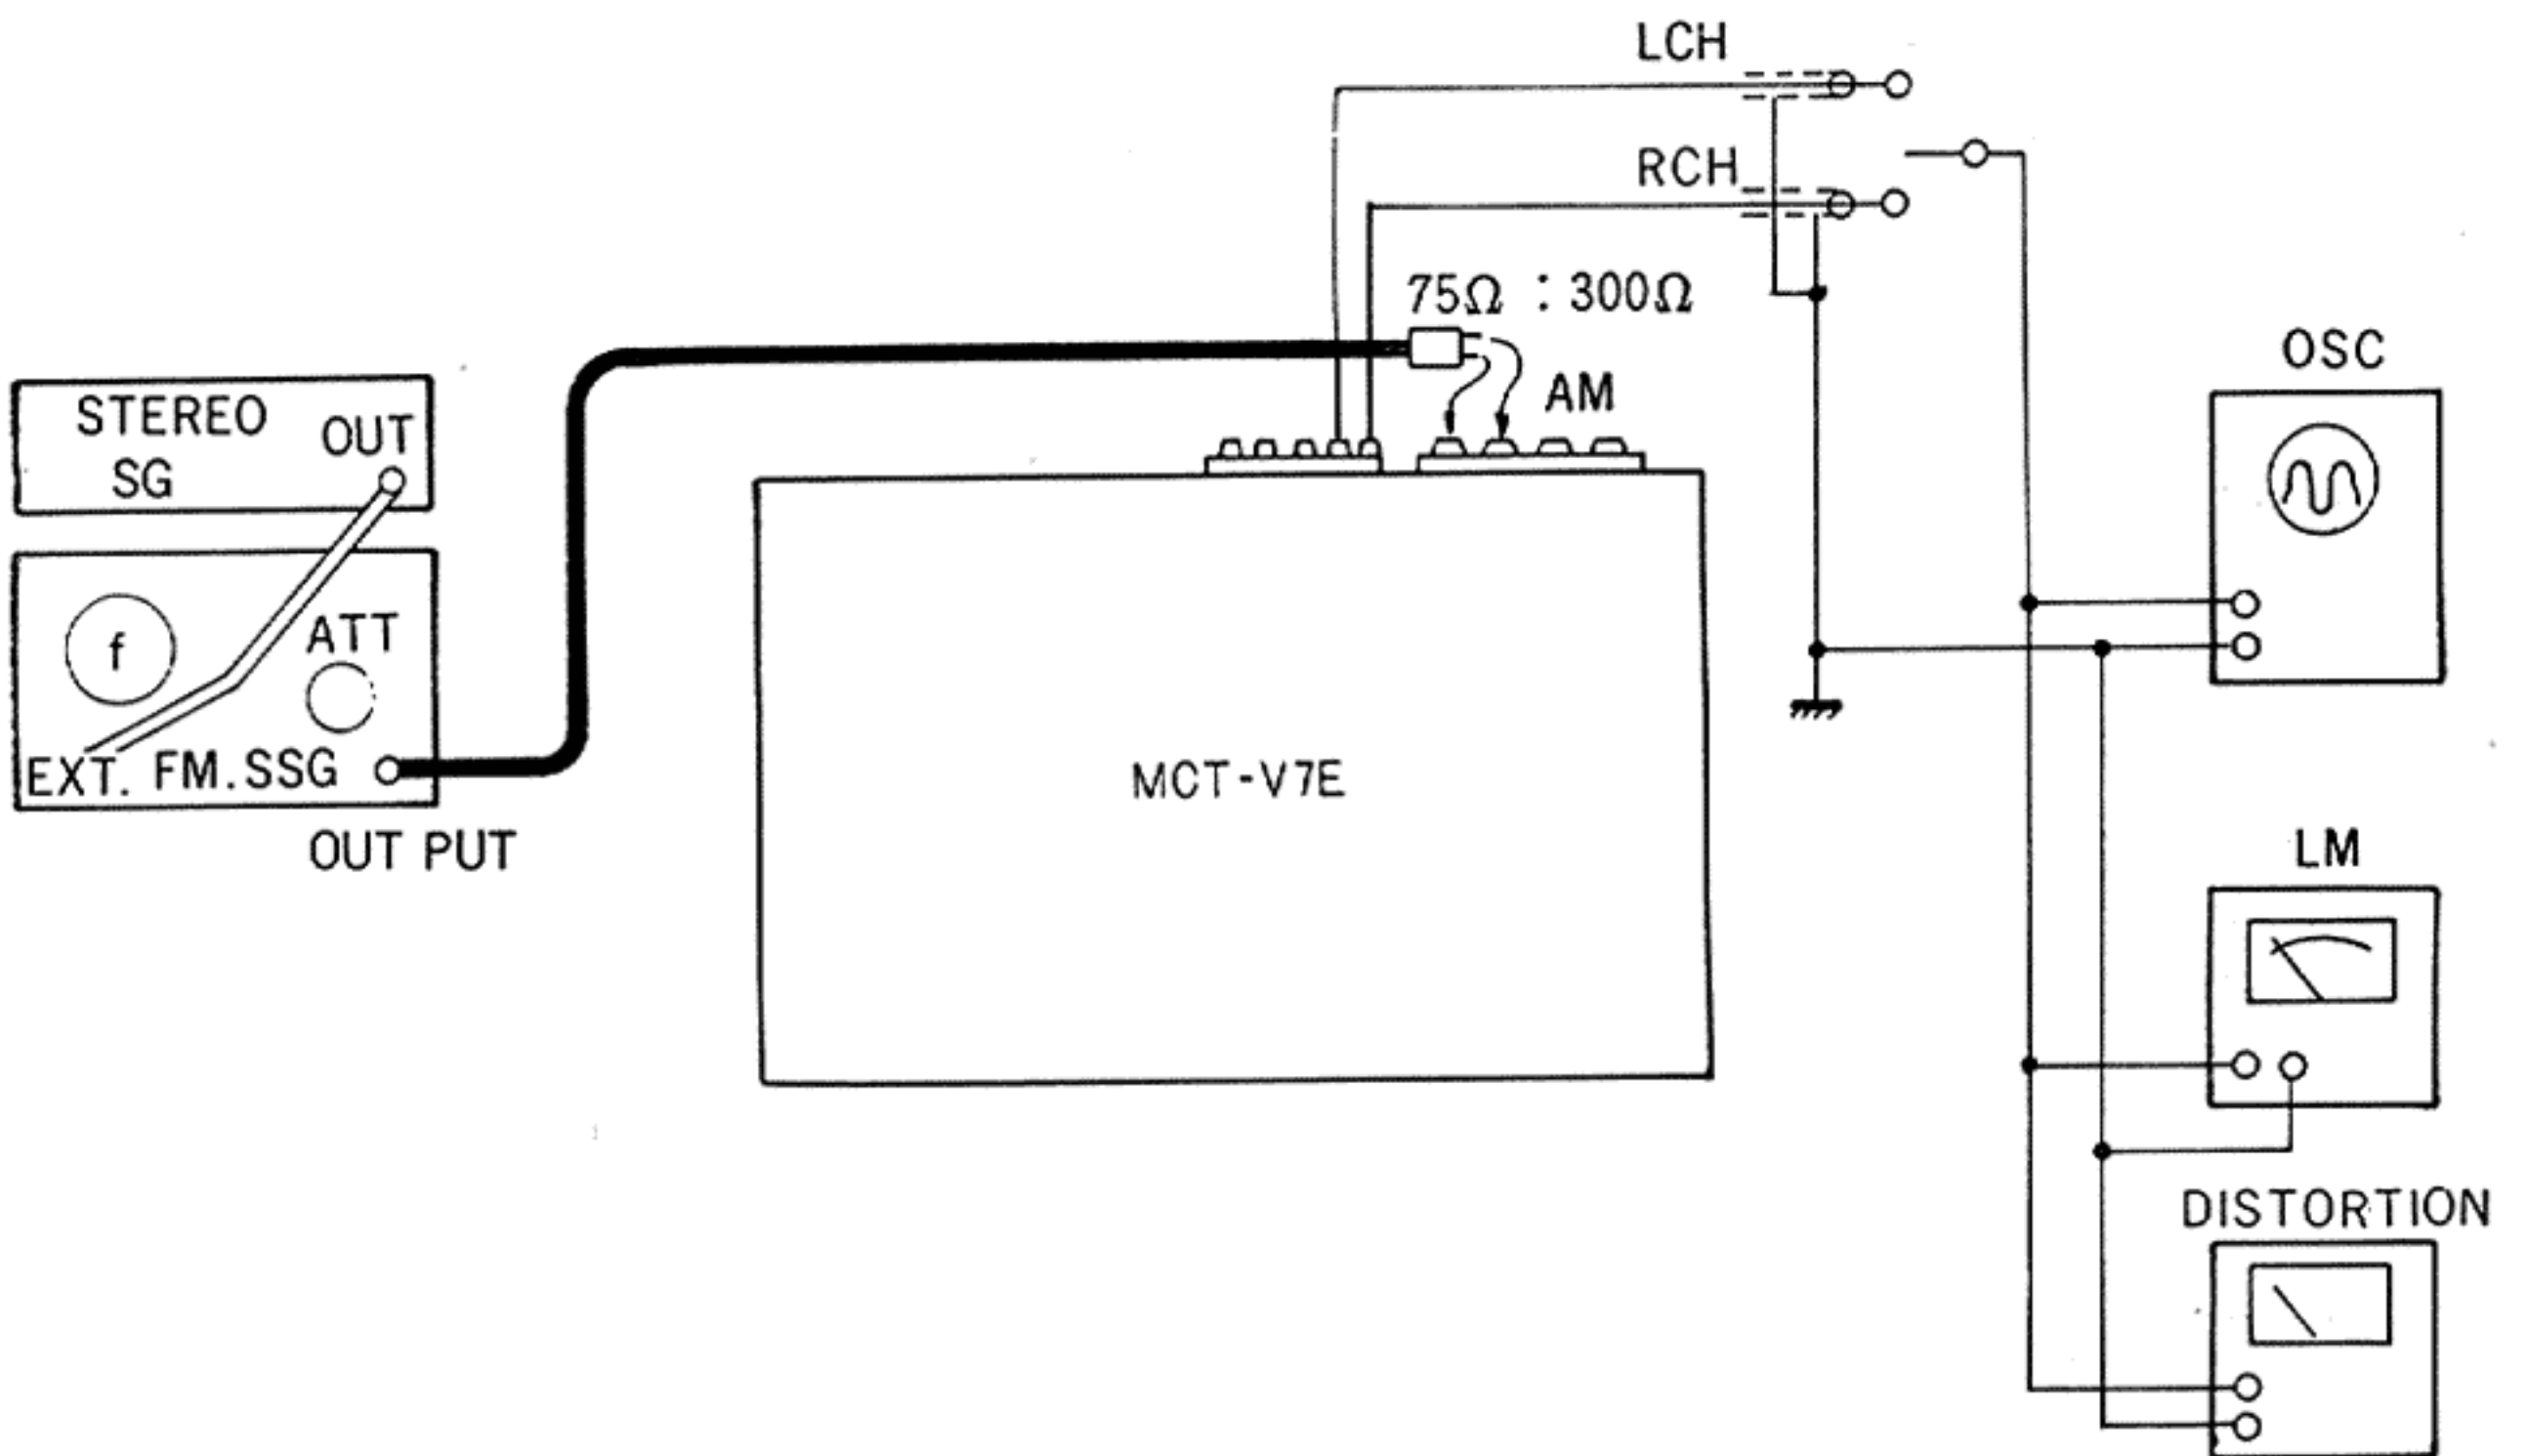 LCH
RCH
75Ω : 300Ω
AM
OSC
STEREO
SG
OUT
f
ATT
EXT. FM.SSG
OUT PUT
MCT-V7E
LM
DISTORTION